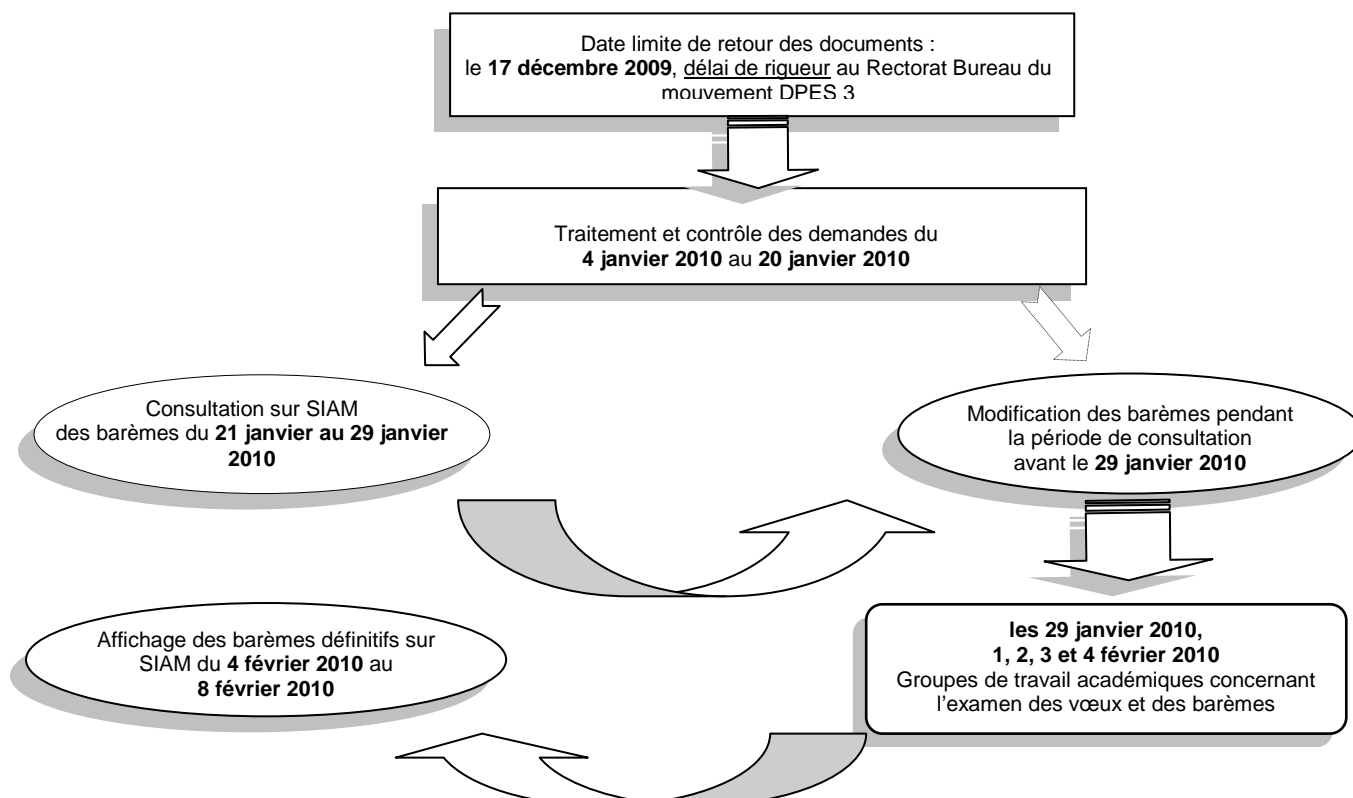 Date limite de retour des documents :
le 17 décembre 2009, délai de rigueur au Rectorat Bureau du
mouvement DPES 3
Traitement et contrôle des demandes du
4 janvier 2010 au 20 janvier 2010
Consultation sur SIAM
des barèmes du 21 janvier au 29 janvier
2010
Modification des barèmes pendant
la période de consultation
avant le 29 janvier 2010
Affichage des barèmes définitifs sur
SIAM du 4 février 2010 au
8 février 2010
les 29 janvier 2010,
1, 2, 3 et 4 février 2010
Groupes de travail académiques concernant
l'examen des vœux et des barèmes